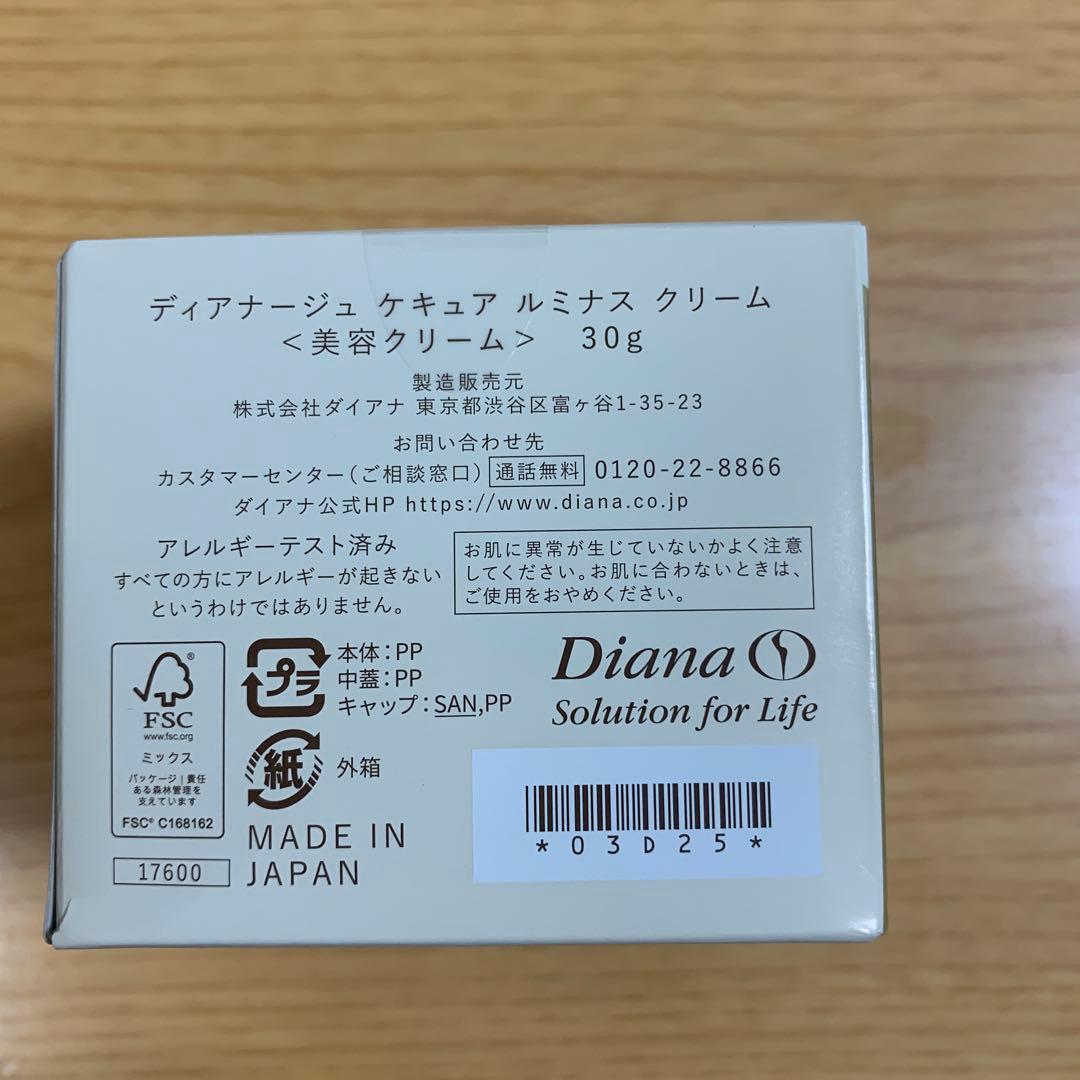 ディアナージュ ケキュア ルミナス クリーム
<美容クリーム> 30g
製造販売元
株式会社ダイアナ 東京都渋谷区富ヶ谷1-35-23
お問い合わせ先
カスタマーセンター(ご相談窓口) 通話無料 0120-22-8866
ダイアナ公式HP https://www.diana.co.jp
アレルギーテスト済み
すべての方にアレルギーが起きない
というわけではありません。
お肌に異常が生じていないかよく注意
してください。お肌に合わないときは、
ご使用をおやめください。
FSC
www.fsc.org
ミックス
パッケージ|責任
ある森林管理を
支えています
FSC® C168162
17600
プラ
本体:PP
中蓋:PP
キャップ:SAN,PP
紙
外箱
MADE IN
JAPAN
Diana
Solution for Life
*03D25*